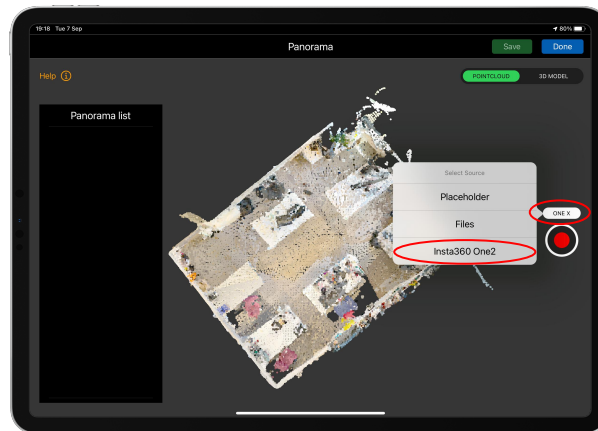 19:18 Tue 7 Sep
80%
Panorama
Save
Done
Help
POINTCLOUD
3D MODEL
Panorama list
Select Source
Placeholder
Files
Insta360 One2
ONE X